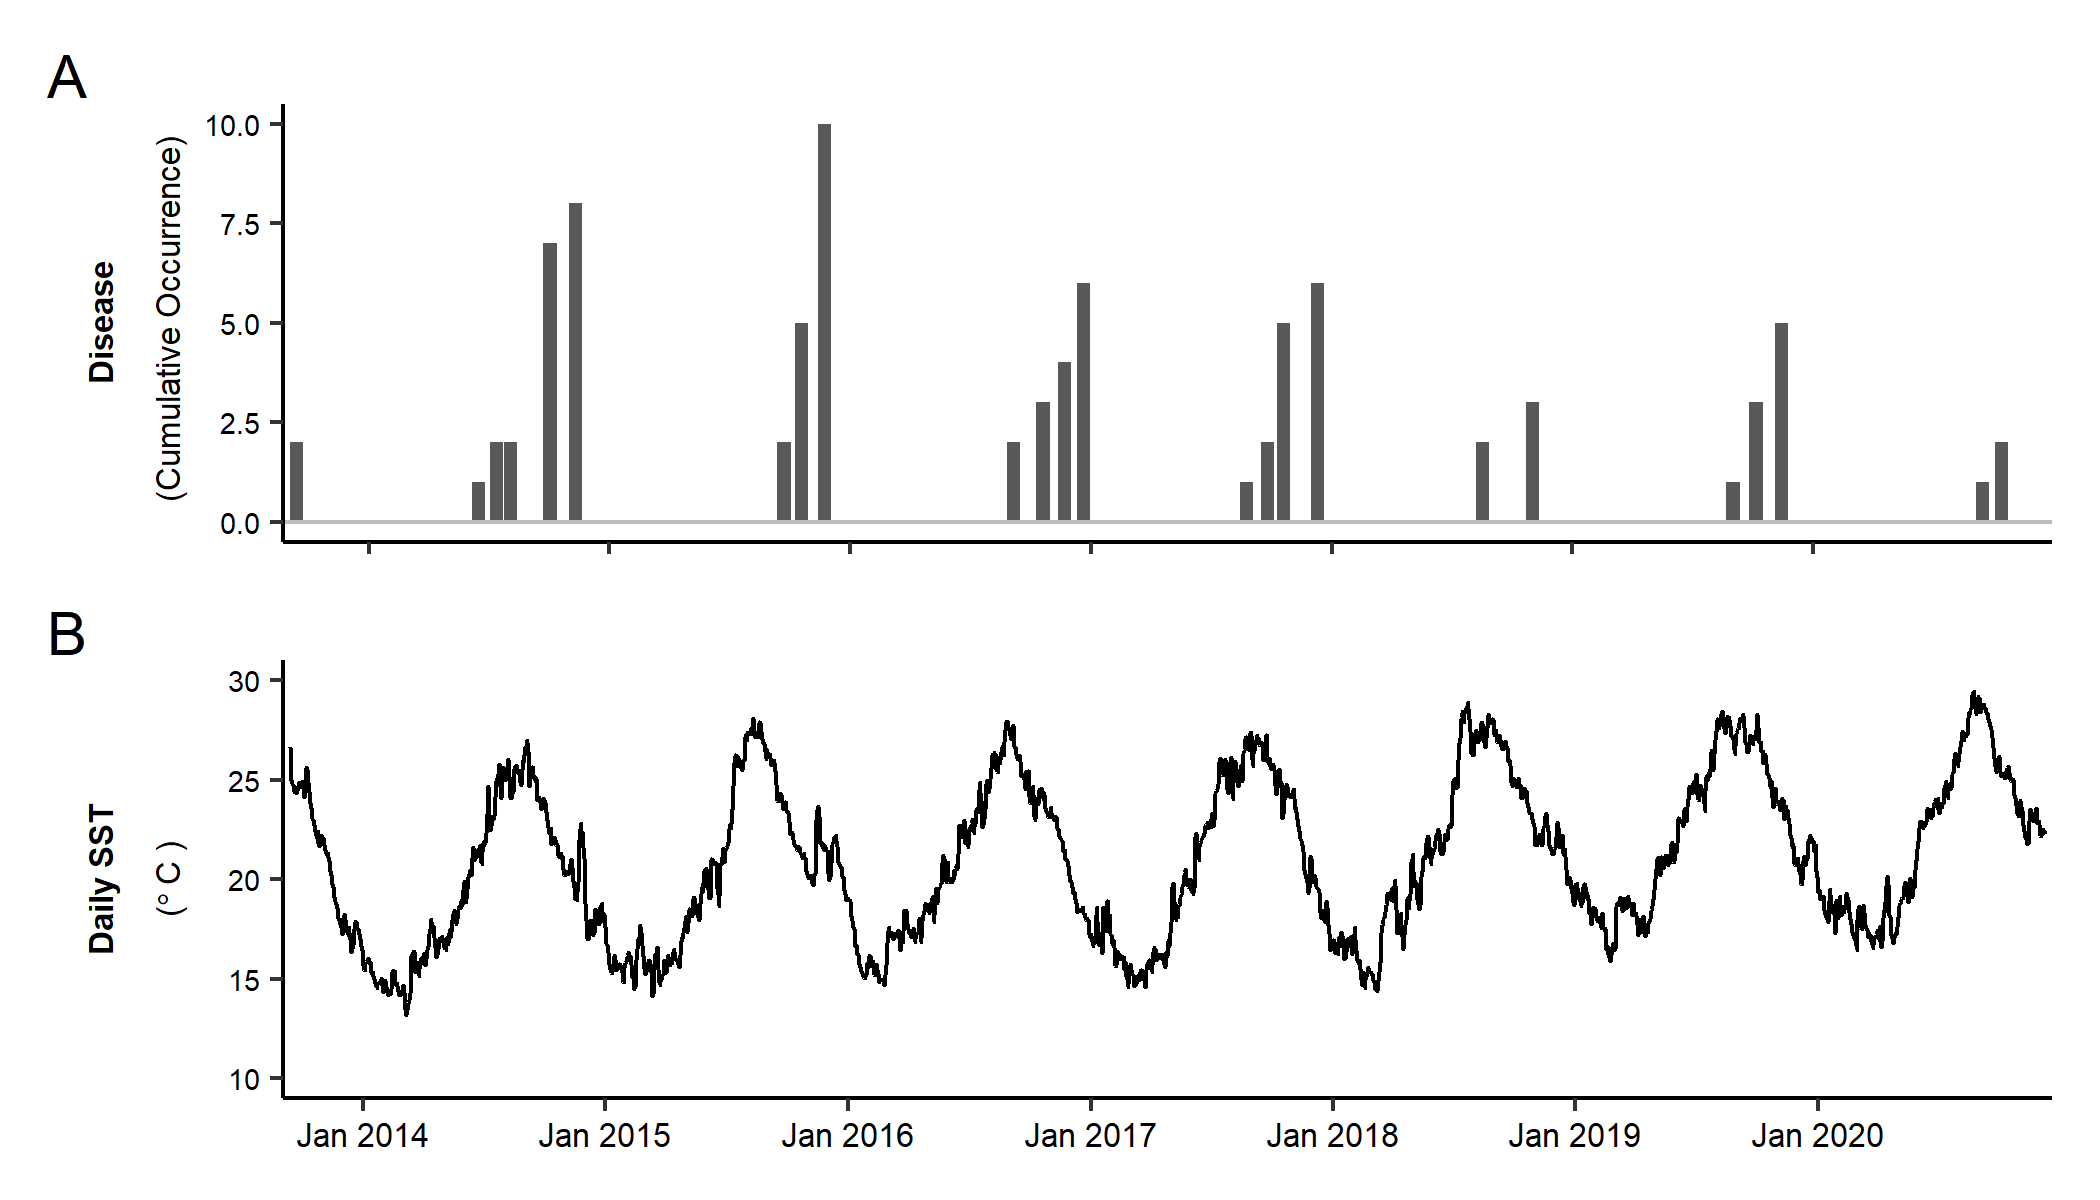 A
Disease
(Cumulative Occurrence)
10.0
7.5
5.0
2.5
0.0
B
Daily SST
(° C )
30
25
20
15
10
Jan 2014 Jan 2015 Jan 2016 Jan 2017 Jan 2018 Jan 2019 Jan 2020